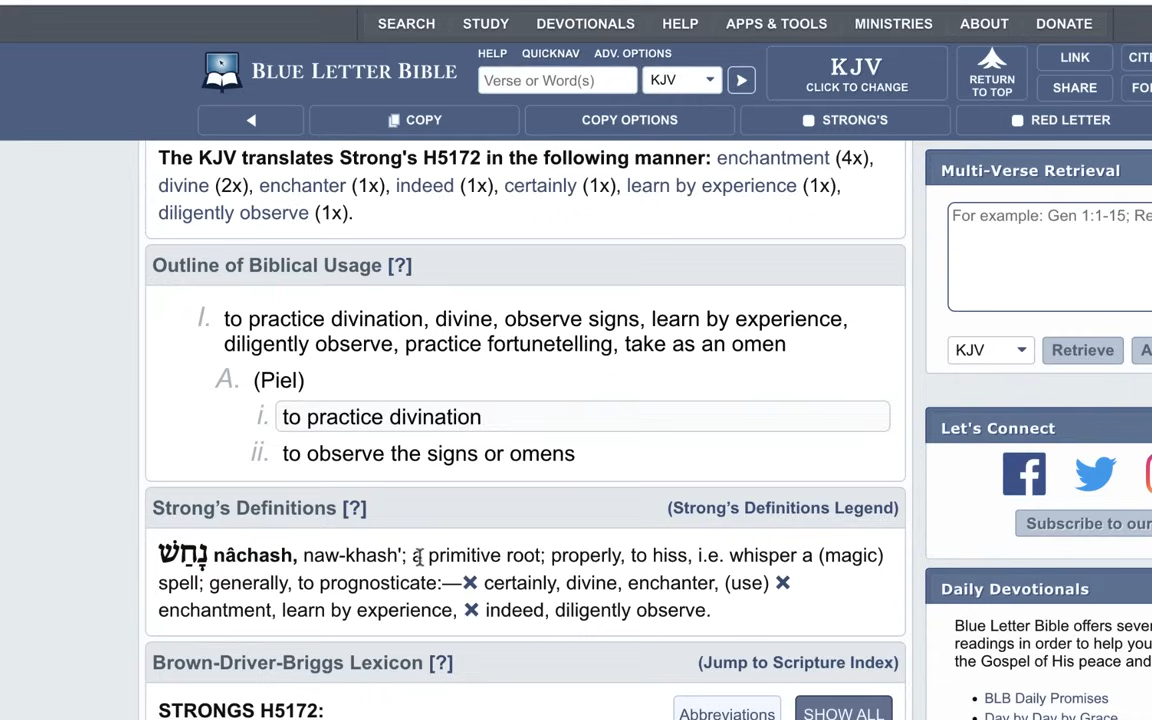 SEARCH STUDY DEVOTIONALS HELP APPS & TOOLS MINISTRIES ABOUT DONATE
HELP QUICKNAV ADV. OPTIONS
BLUE LETTER BIBLE
Verse or Word(s)
KJV
KJV
CLICK TO CHANGE
RETURN
TO TOP
LINK
SHARE
COPY
COPY OPTIONS
STRONG'S
RED LETTER
The KJV translates Strong's H5172 in the following manner: enchantment (4x),
divine (2x), enchanter (1x), indeed (1x), certainly (1x), learn by experience (1x),
diligently observe (1x).
Outline of Biblical Usage [?]
I. to practice divination, divine, observe signs, learn by experience,
diligently observe, practice fortunetelling, take as an omen
A. (Piel)
i. to practice divination
ii. to observe the signs or omens
Strong's Definitions [?]
(Strong's Definitions Legend)
נָחַשׁ nâchash, naw-khash'; a primitive root; properly, to hiss, i.e. whisper a (magic)
spell; generally, to prognosticate:—✕ certainly, divine, enchanter, (use) ✕
enchantment, learn by experience, ✕ indeed, diligently observe.
Brown-Driver-Briggs Lexicon [?]
(Jump to Scripture Index)
STRONGS H5172:
Abbreviations
SHOW ALL
Multi-Verse Retrieval
For example: Gen 1:1-15; Re
KJV
Retrieve
A
Let's Connect
Subscribe to our
Daily Devotionals
Blue Letter Bible offers seve
readings in order to help you
the Gospel of His peace and
• BLB Daily Promises
• Day by Day by Grace